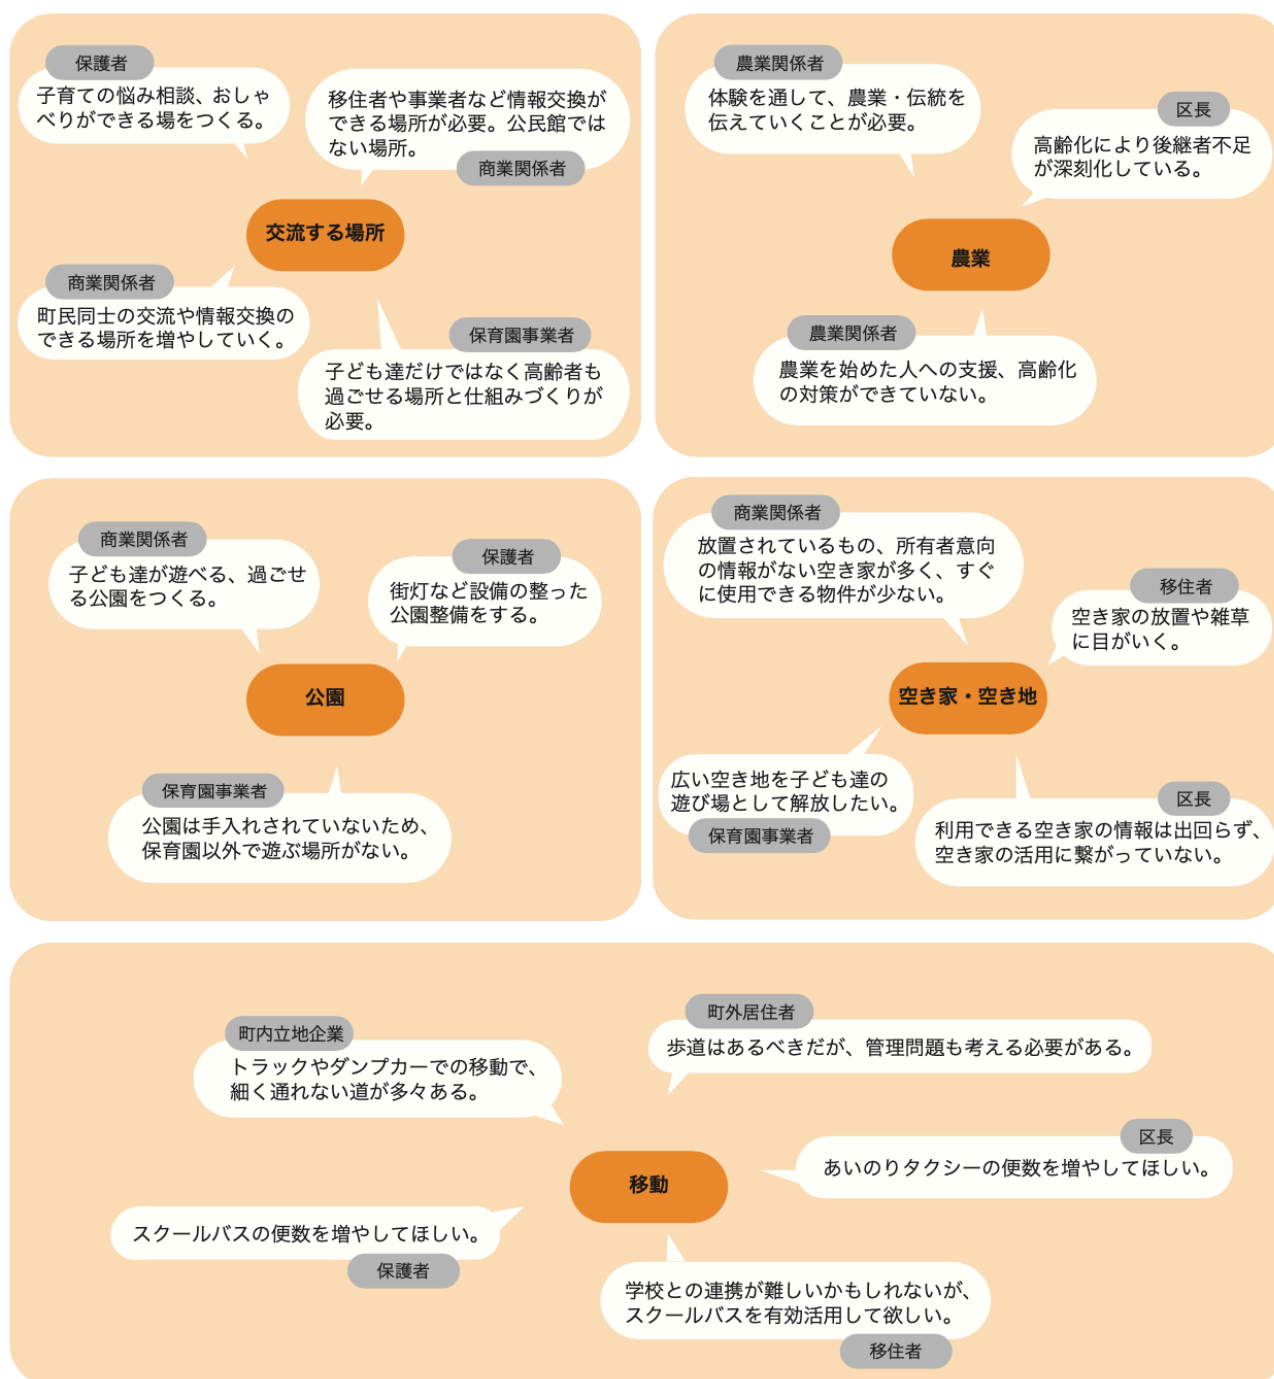 保護者
子育ての悩み相談、おしゃ
べりができる場をつくる。
移住者や事業者など情報交換が
できる場所が必要。公民館では
ない場所。
商業関係者
交流する場所
商業関係者
町民同士の交流や情報交換の
できる場所を増やしていく。
保育園事業者
子ども達だけではなく高齢者も
過ごせる場所と仕組みづくりが
必要。
農業関係者
体験を通して、農業・伝統を
伝えていくことが必要。
区長
高齢化により後継者不足
が深刻化している。
農業
農業関係者
農業を始めた人への支援、高齢化
の対策ができていない。
商業関係者
子ども達が遊べる、過ごせ
る公園をつくる。
保護者
街灯など設備の整った
公園整備をする。
公園
保育園事業者
公園は手入れされていないため、
保育園以外で遊ぶ場所がない。
商業関係者
放置されているもの、所有者意向
の情報がない空き家が多く、すぐ
に使用できる物件が少ない。
移住者
空き家の放置や雑草
に目がいく。
空き家・空き地
広い空き地を子ども達の
遊び場として解放したい。
保育園事業者
区長
利用できる空き家の情報は出回らず、
空き家の活用に繋がっていない。
町内立地企業
トラックやダンプカーでの移動で、
細く通れない道が多々ある。
町外居住者
歩道はあるべきだが、管理問題も考える必要がある。
区長
あいのりタクシーの便数を増やしてほしい。
移動
スクールバスの便数を増やしてほしい。
保護者
学校との連携が難しいかもしれないが、
スクールバスを有効活用して欲しい。
移住者